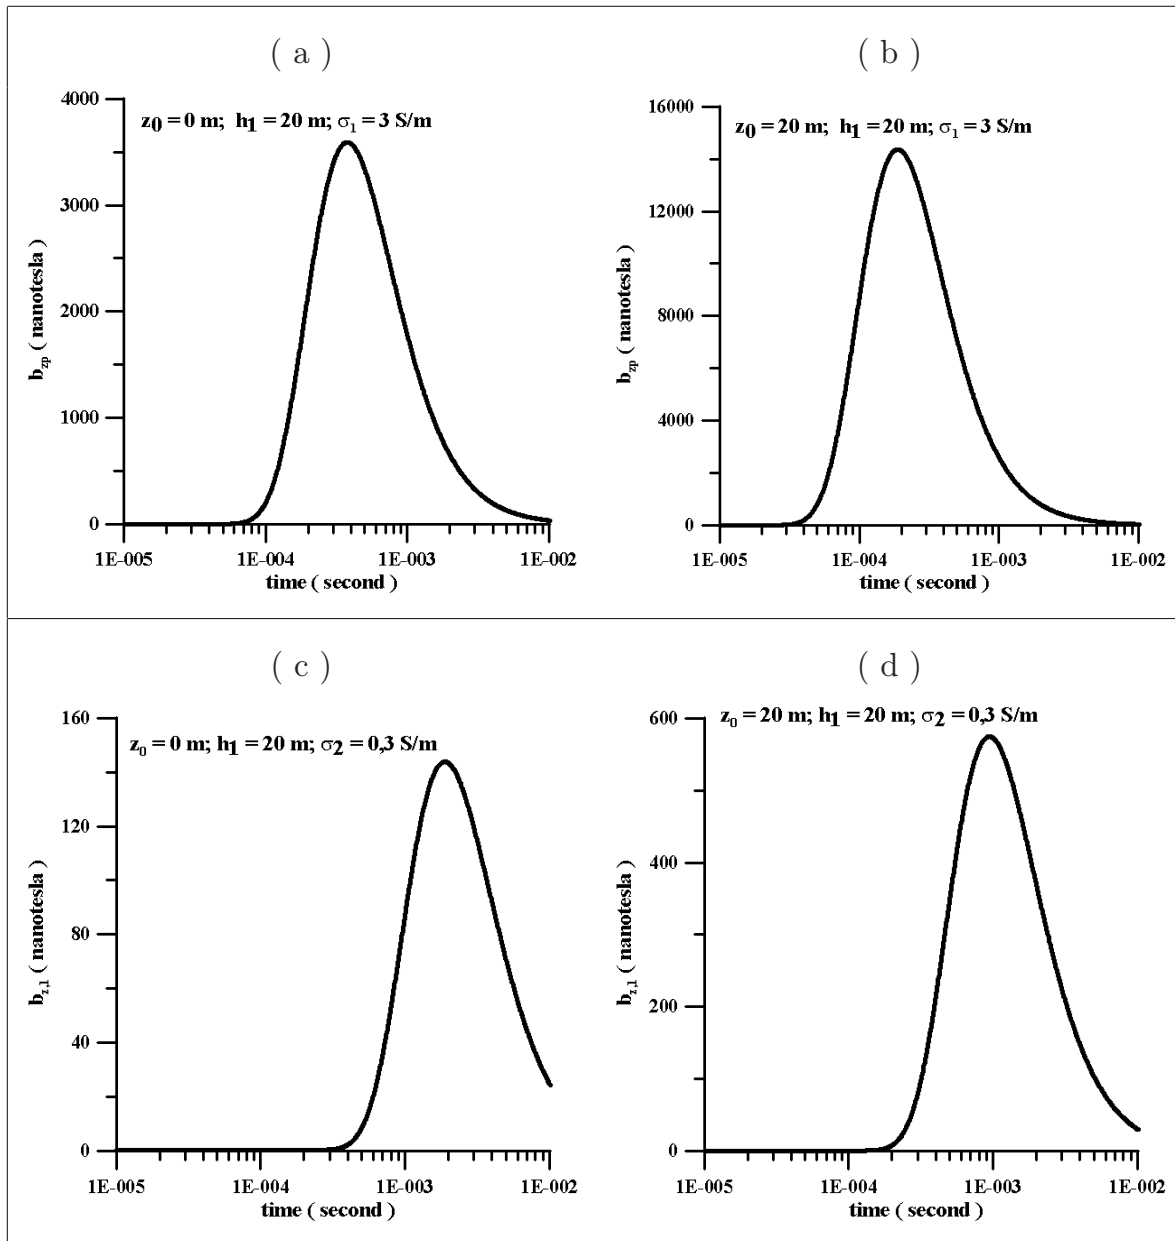 ( a )
z0 = 0 m; h1 = 20 m; σ1 = 3 S/m
4000
3000
2000
1000
0
bzp ( nanotesla )
1E-005 1E-004 1E-003 1E-002
time ( second )
( b )
z0 = 20 m; h1 = 20 m; σ1 = 3 S/m
16000
12000
8000
4000
0
bzp ( nanotesla )
1E-005 1E-004 1E-003 1E-002
time ( second )
( c )
z0 = 0 m; h1 = 20 m; σ2 = 0,3 S/m
160
120
80
40
0
bz,1 ( nanotesla )
1E-005 1E-004 1E-003 1E-002
time ( second )
( d )
z0 = 20 m; h1 = 20 m; σ2 = 0,3 S/m
600
400
200
0
bz,1 ( nanotesla )
1E-005 1E-004 1E-003 1E-002
time ( second )